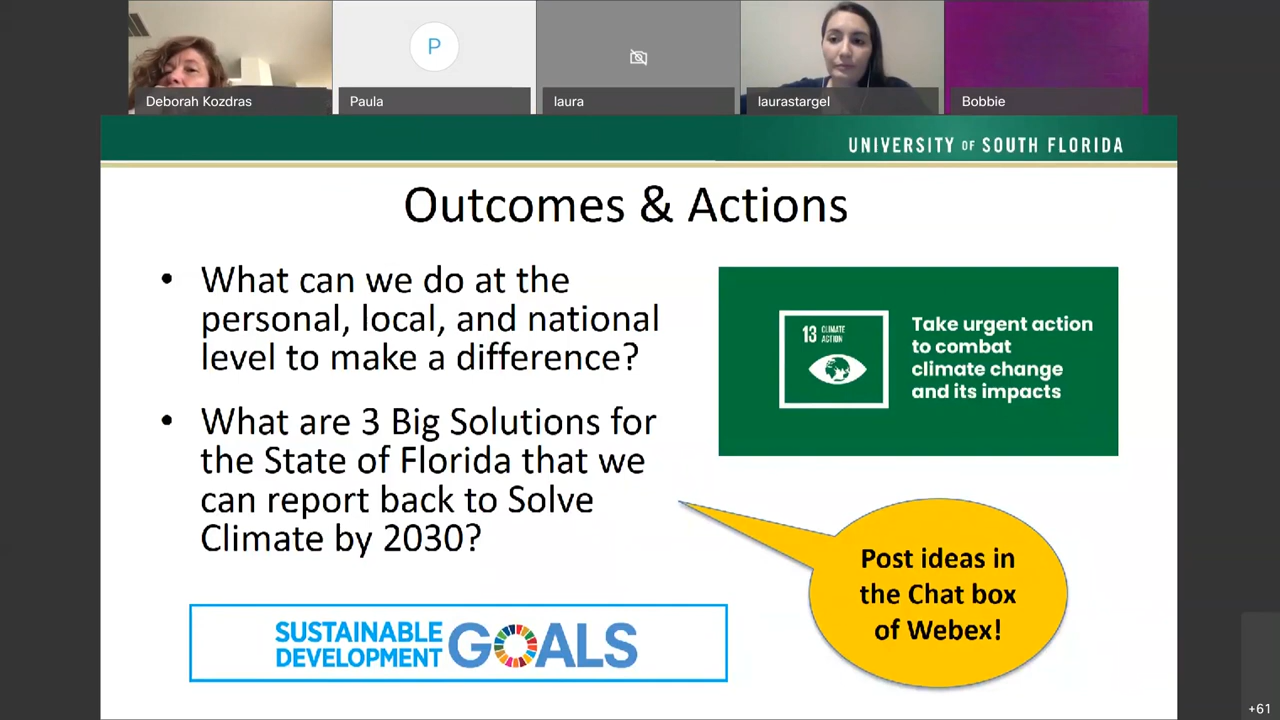 P
Deborah Kozdras
Paula
laura
laurastargel
Bobbie
UNIVERSITY OF SOUTH FLORIDA
Outcomes & Actions
• What can we do at the
personal, local, and national
level to make a difference?
• What are 3 Big Solutions for
the State of Florida that we
can report back to Solve
Climate by 2030?
13 CLIMATE
ACTION
Take urgent action
to combat
climate change
and its impacts
Post ideas in
the Chat box
of Webex!
SUSTAINABLE
DEVELOPMENT
GOALS
+61